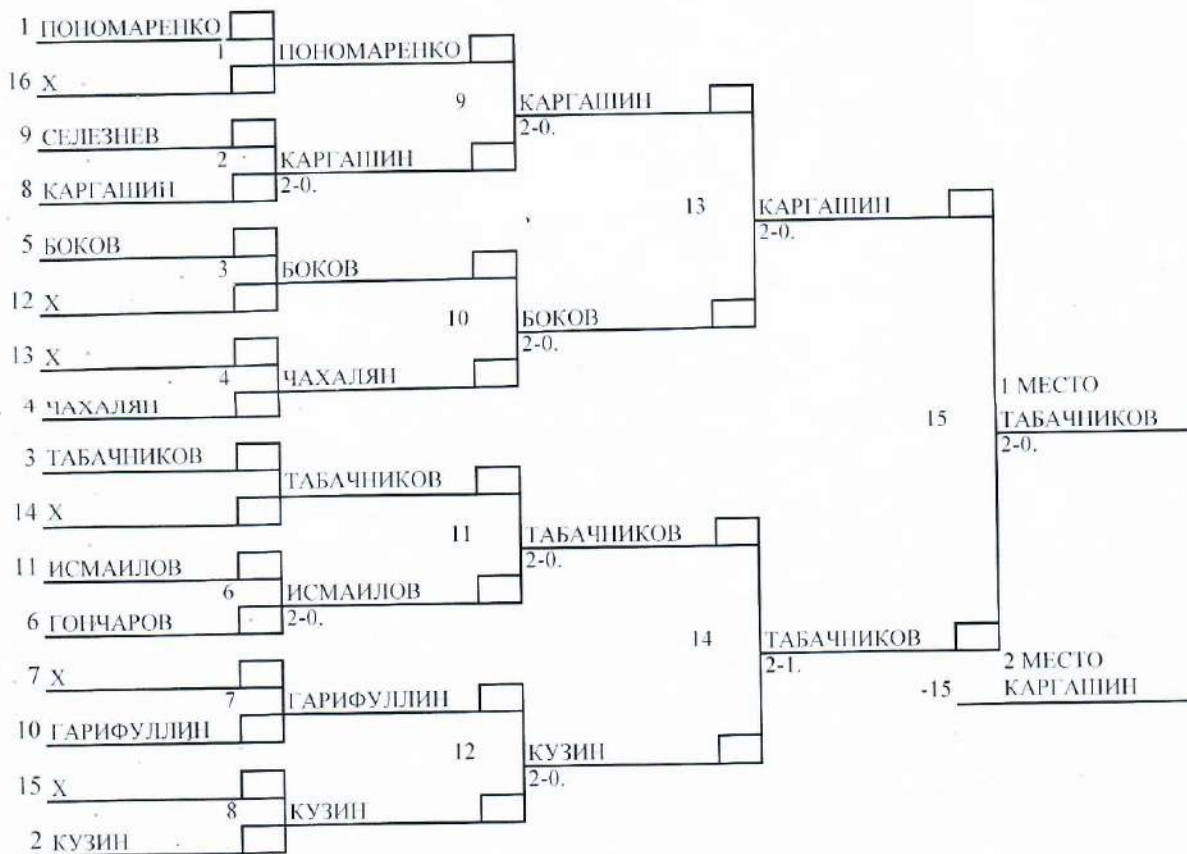 1 ПОНОМАРЕНКО
1
ПОНОМАРЕНКО
16 X
9
КАРГАШИН
2-0.
9 СЕЛЕЗНЕВ
2
КАРГАШИН
2-0.
8 КАРГАШИН
13
КАРГАШИН
2-0.
5 БОКОВ
3
БОКОВ
12 X
10
БОКОВ
2-0.
13 X
4
ЧАХАЛЯН
4 ЧАХАЛЯН
15
1 МЕСТО
ТАБАЧНИКОВ
2-0.
3 ТАБАЧНИКОВ
ТАБАЧНИКОВ
14 X
11
ТАБАЧНИКОВ
2-0.
11 ИСМАИЛОВ
6
ИСМАИЛОВ
2-0.
6 ГОНЧАРОВ
14
ТАБАЧНИКОВ
2-1.
7 X
7
ГАРИФУЛЛИН
10 ГАРИФУЛЛИН
12
КУЗИН
2-0.
15 X
8
КУЗИН
2 КУЗИН
2 МЕСТО
-15 КАРГАШИН